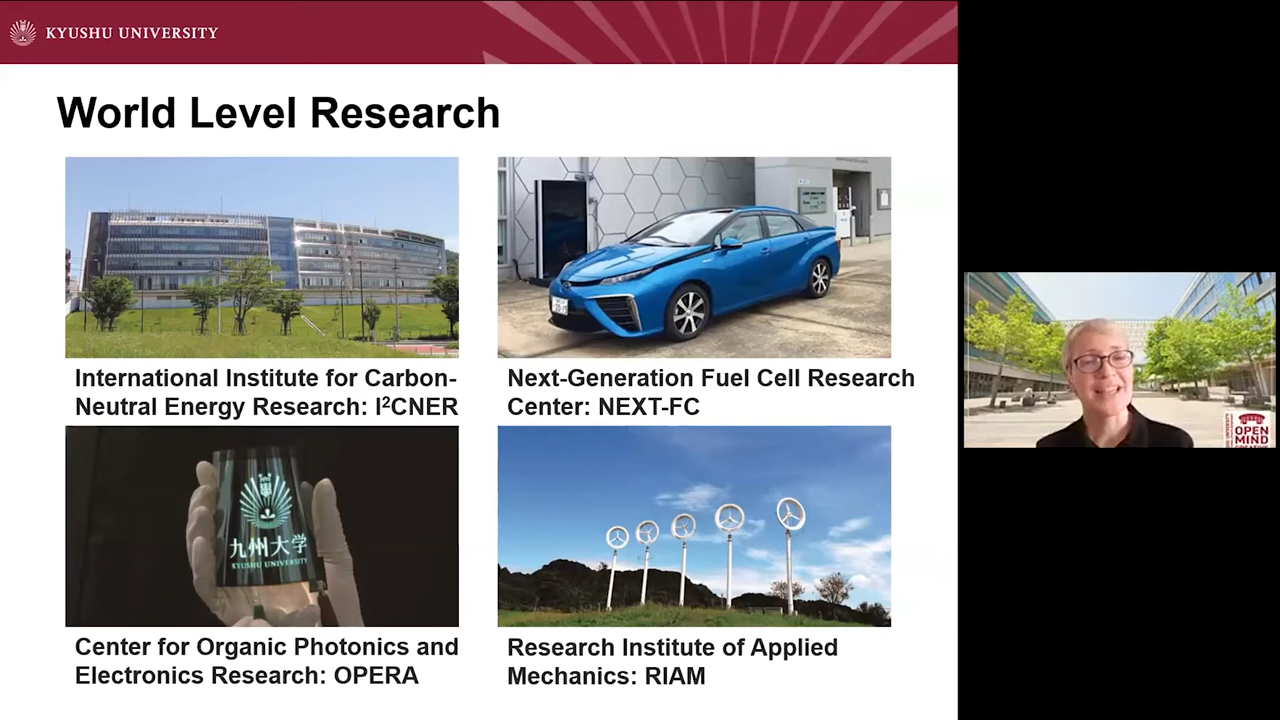 KYUSHU UNIVERSITY
World Level Research
International Institute for Carbon-
Neutral Energy Research: I²CNER
Next-Generation Fuel Cell Research
Center: NEXT-FC
九州大学
KYUSHU UNIVERSITY
Center for Organic Photonics and
Electronics Research: OPERA
Research Institute of Applied
Mechanics: RIAM
OPEN
MIND